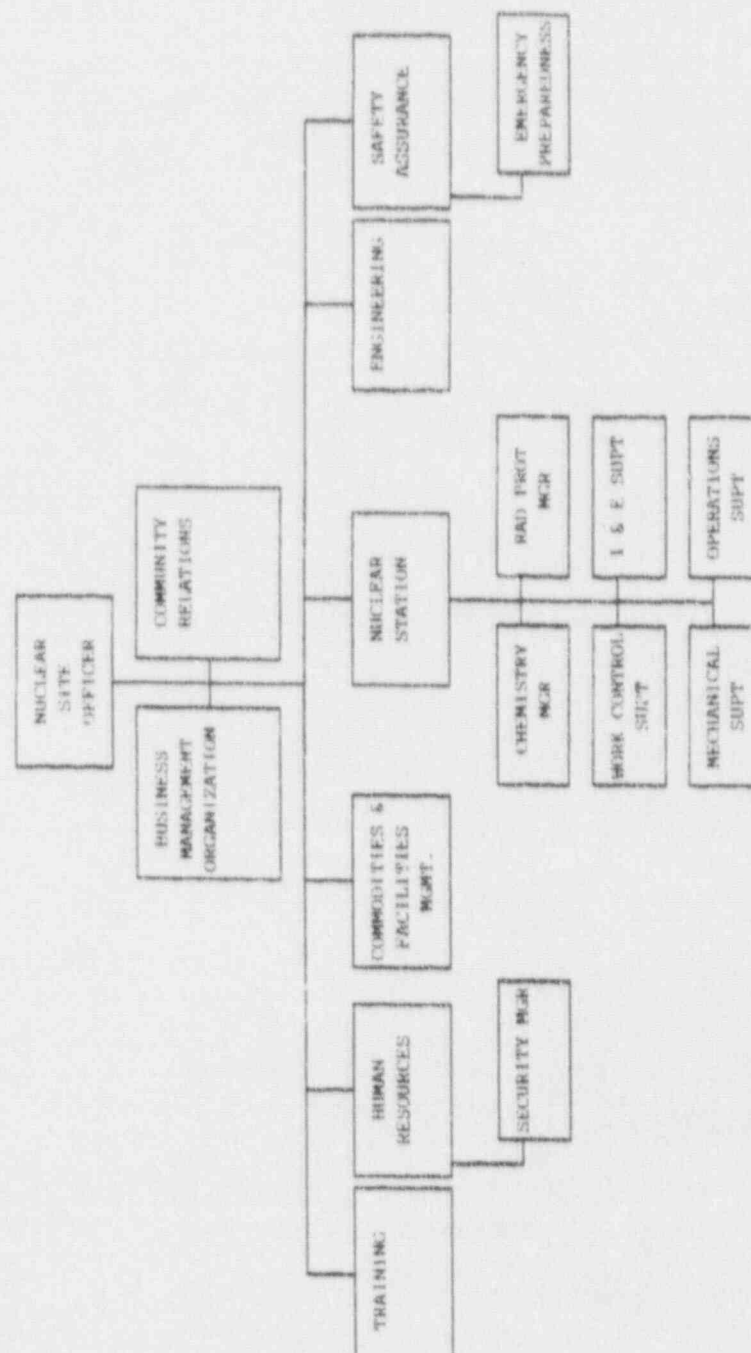 NUCLEAR
SITE
OFFICER
BUSINESS
MANAGEMENT
ORGANIZATION
COMMUNITY
RELATIONS
TRAINING
HUMAN
RESOURCES
COMMODITIES &
FACILITIES
MGMT.
NUCLEAR
STATION
ENGINEERING
SAFETY
ASSURANCE
SECURITY MGR
CHEMISTRY
MGR
RAD PROT
MGR
EMERGENCY
PREPAREDNESS
WORK CONTROL
SUPT
I & E SUPT
MECHANICAL
SUPT
OPERATIONS
SUPT